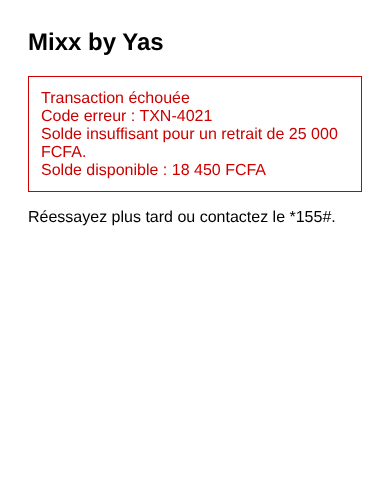 Mixx by Yas
Transaction échouée
Code erreur : TXN-4021
Solde insuffisant pour un retrait de 25 000
FCFA.
Solde disponible : 18 450 FCFA
Réessayez plus tard ou contactez le *155#.